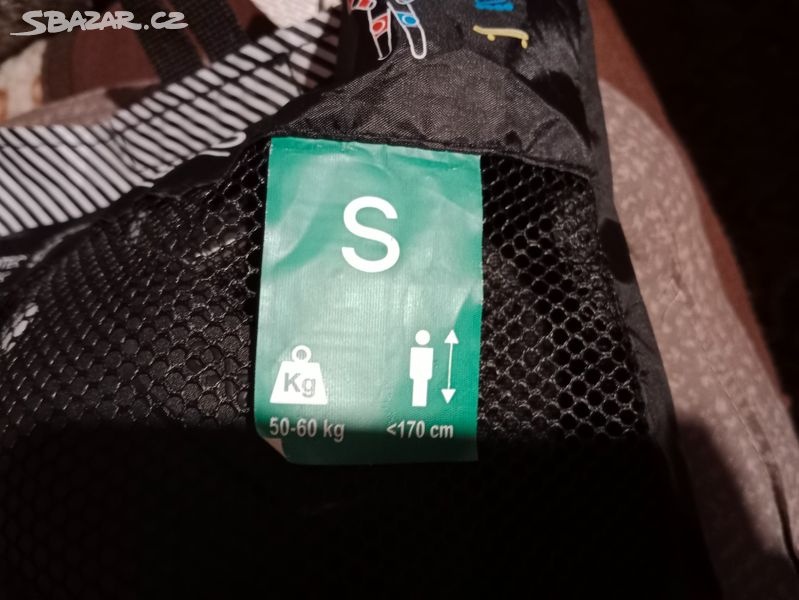 SBAZAR.CZ
S
Kg
50-60 kg <170 cm